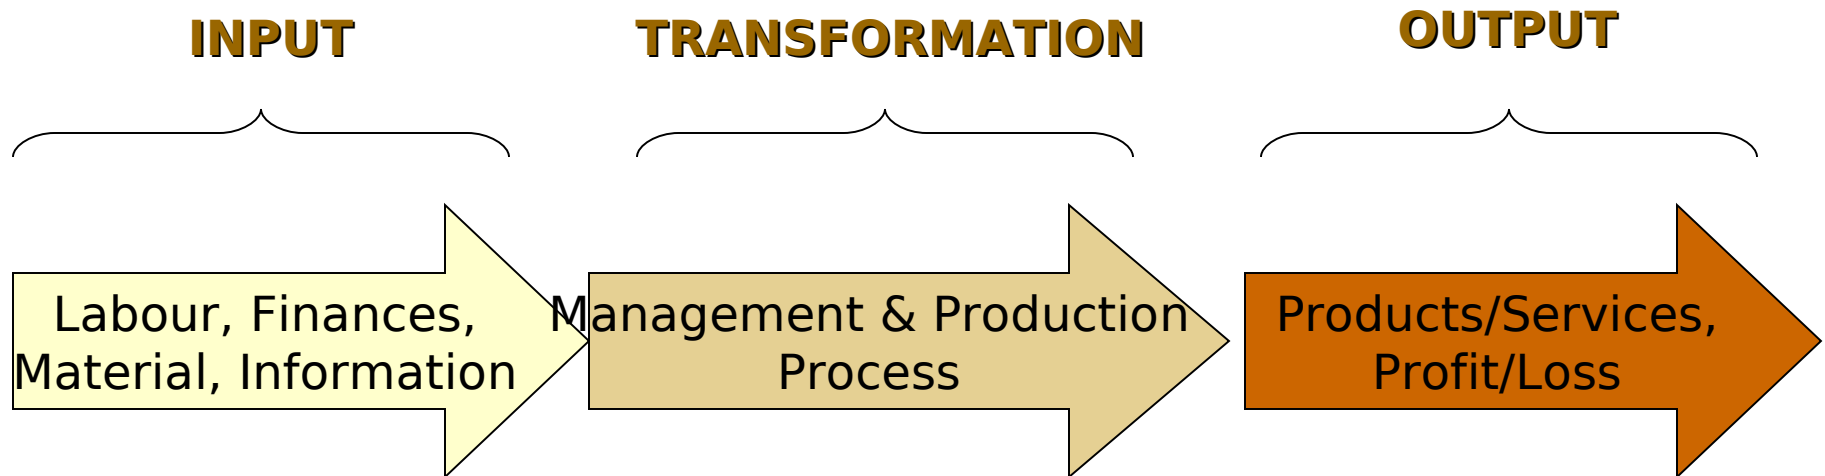 INPUT
TRANSFORMATION
OUTPUT
Labour, Finances,
Material, Information
Management & Production
Process
Products/Services,
Profit/Loss